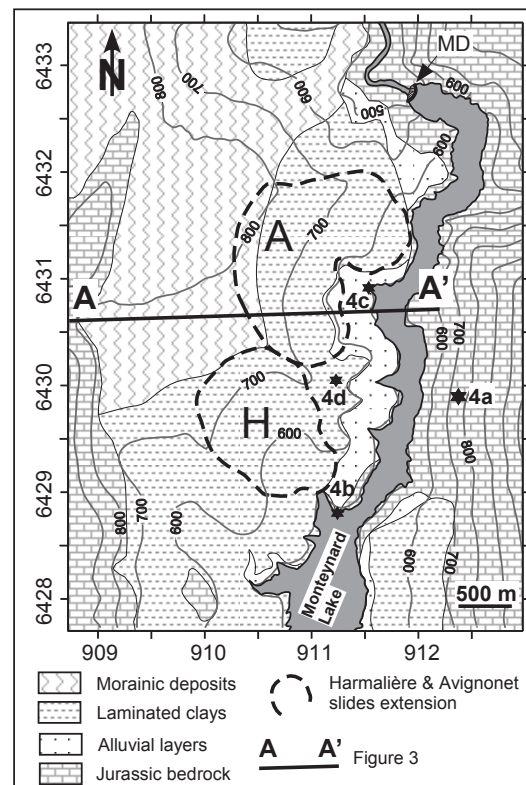 6433
6432
6431
6430
6429
6428
909
910
911
912
N
MD
800
700
600
500
600
600
800
700
A
A
A'
4c
700
4d
600
700
4a
H
600
800
4b
800
700
600
600
700
Monteynard
Lake
500 m
Morainic deposits
Laminated clays
Alluvial layers
Jurassic bedrock
Harmalière & Avignonet
slides extension
A A' Figure 3